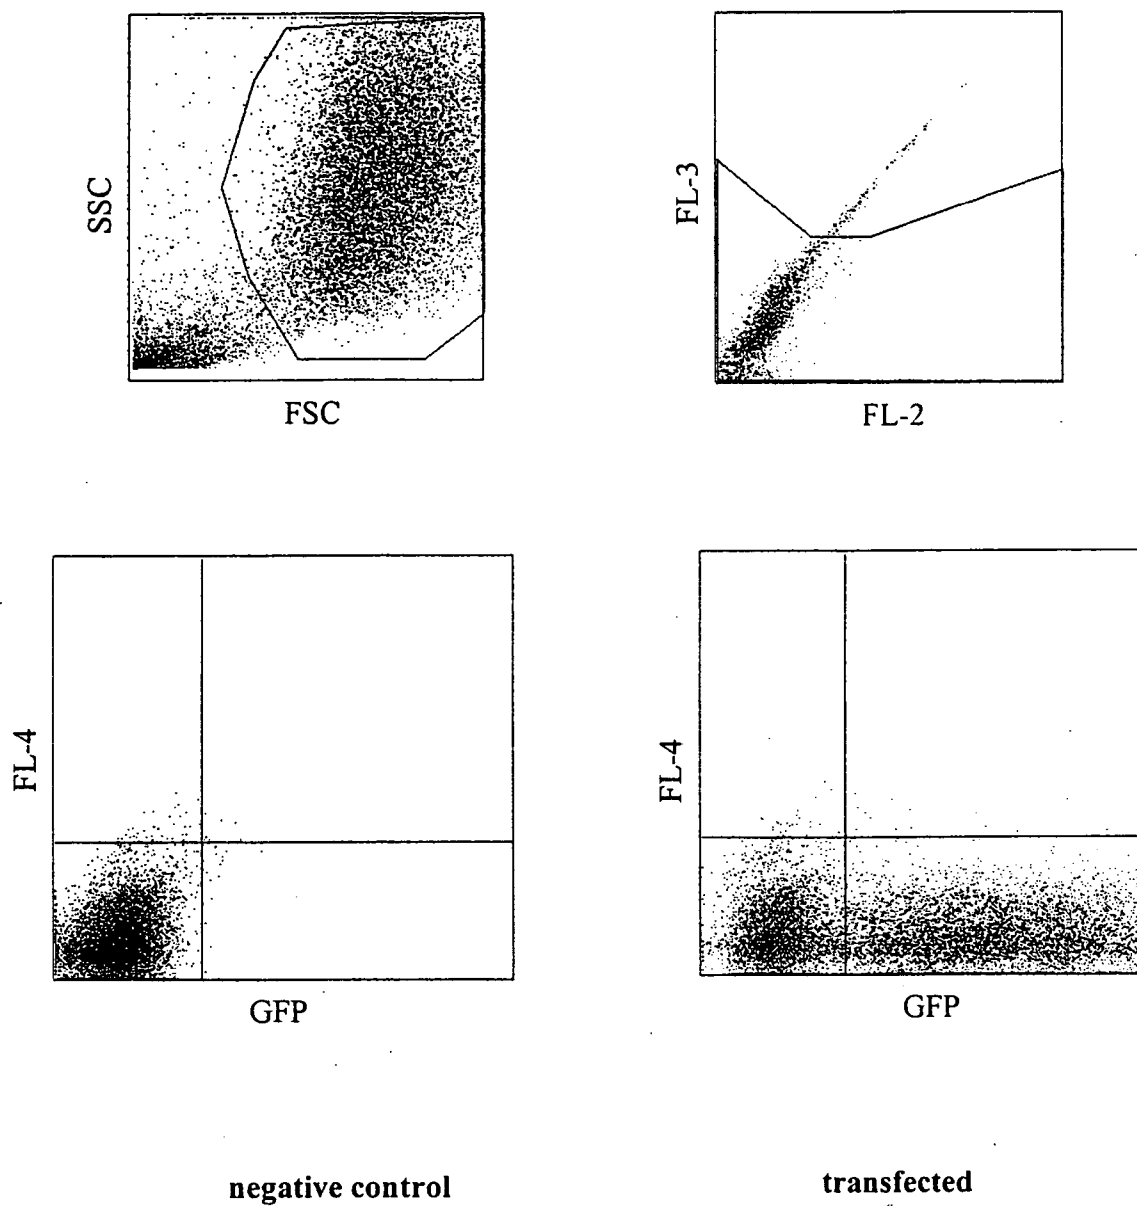 SSC
FSC
FL-3
FL-2
FL-4
GFP
FL-4
GFP
negative control
transfected